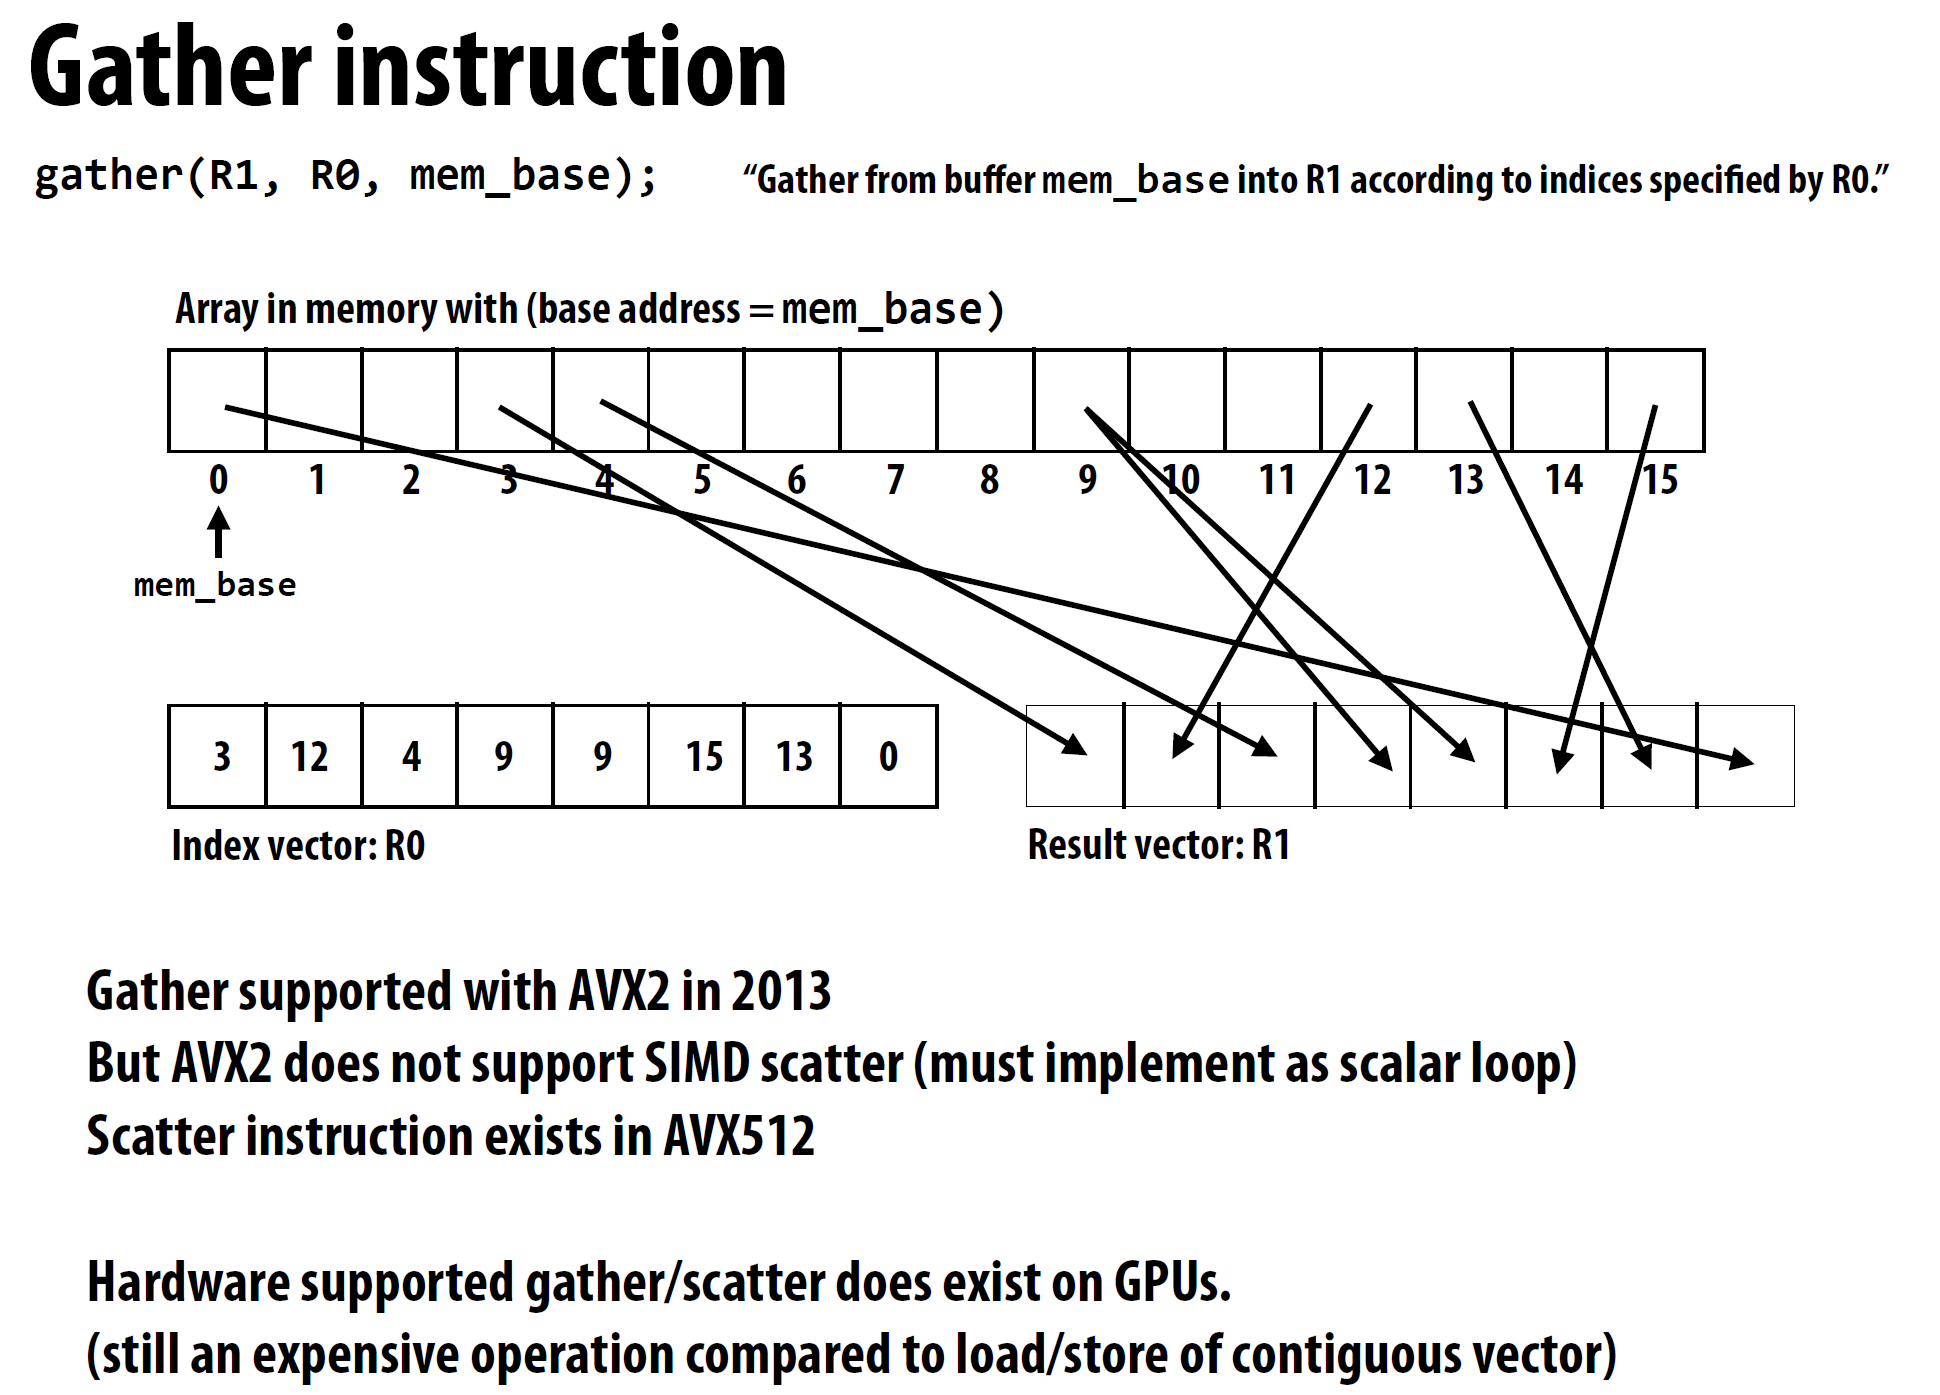 Gather instruction
gather(R1, R0, mem_base); “Gather from buffer mem_base into R1 according to indices specified by R0.”
Array in memory with (base address = mem_base)
0 1 2 3 4 5 6 7 8 9 10 11 12 13 14 15
mem_base
3 12 4 9 9 15 13 0
Index vector: R0 Result vector: R1
Gather supported with AVX2 in 2013
But AVX2 does not support SIMD scatter (must implement as scalar loop)
Scatter instruction exists in AVX512
Hardware supported gather/scatter does exist on GPUs.
(still an expensive operation compared to load/store of contiguous vector)